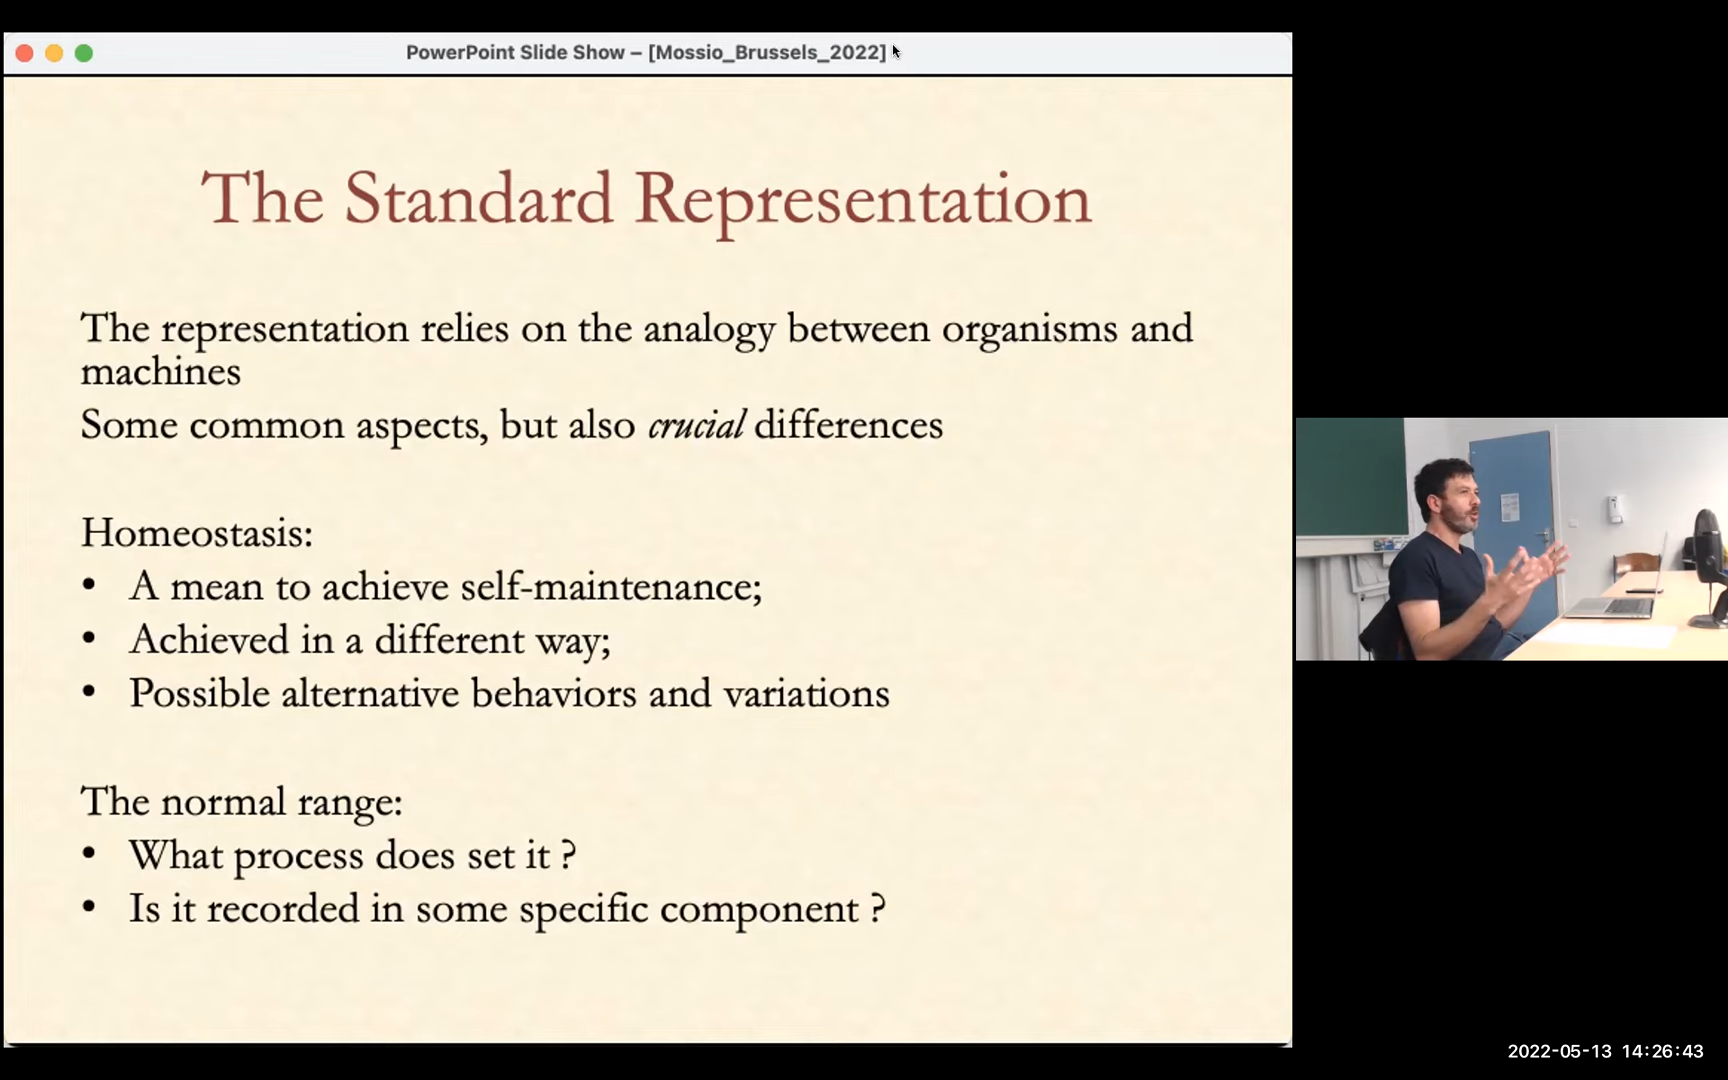 PowerPoint Slide Show – [Mossio_Brussels_2022]
The Standard Representation
The representation relies on the analogy between organisms and
machines
Some common aspects, but also crucial differences
Homeostasis:
• A mean to achieve self-maintenance;
• Achieved in a different way;
• Possible alternative behaviors and variations
The normal range:
• What process does set it ?
• Is it recorded in some specific component ?
2022-05-13 14:26:43